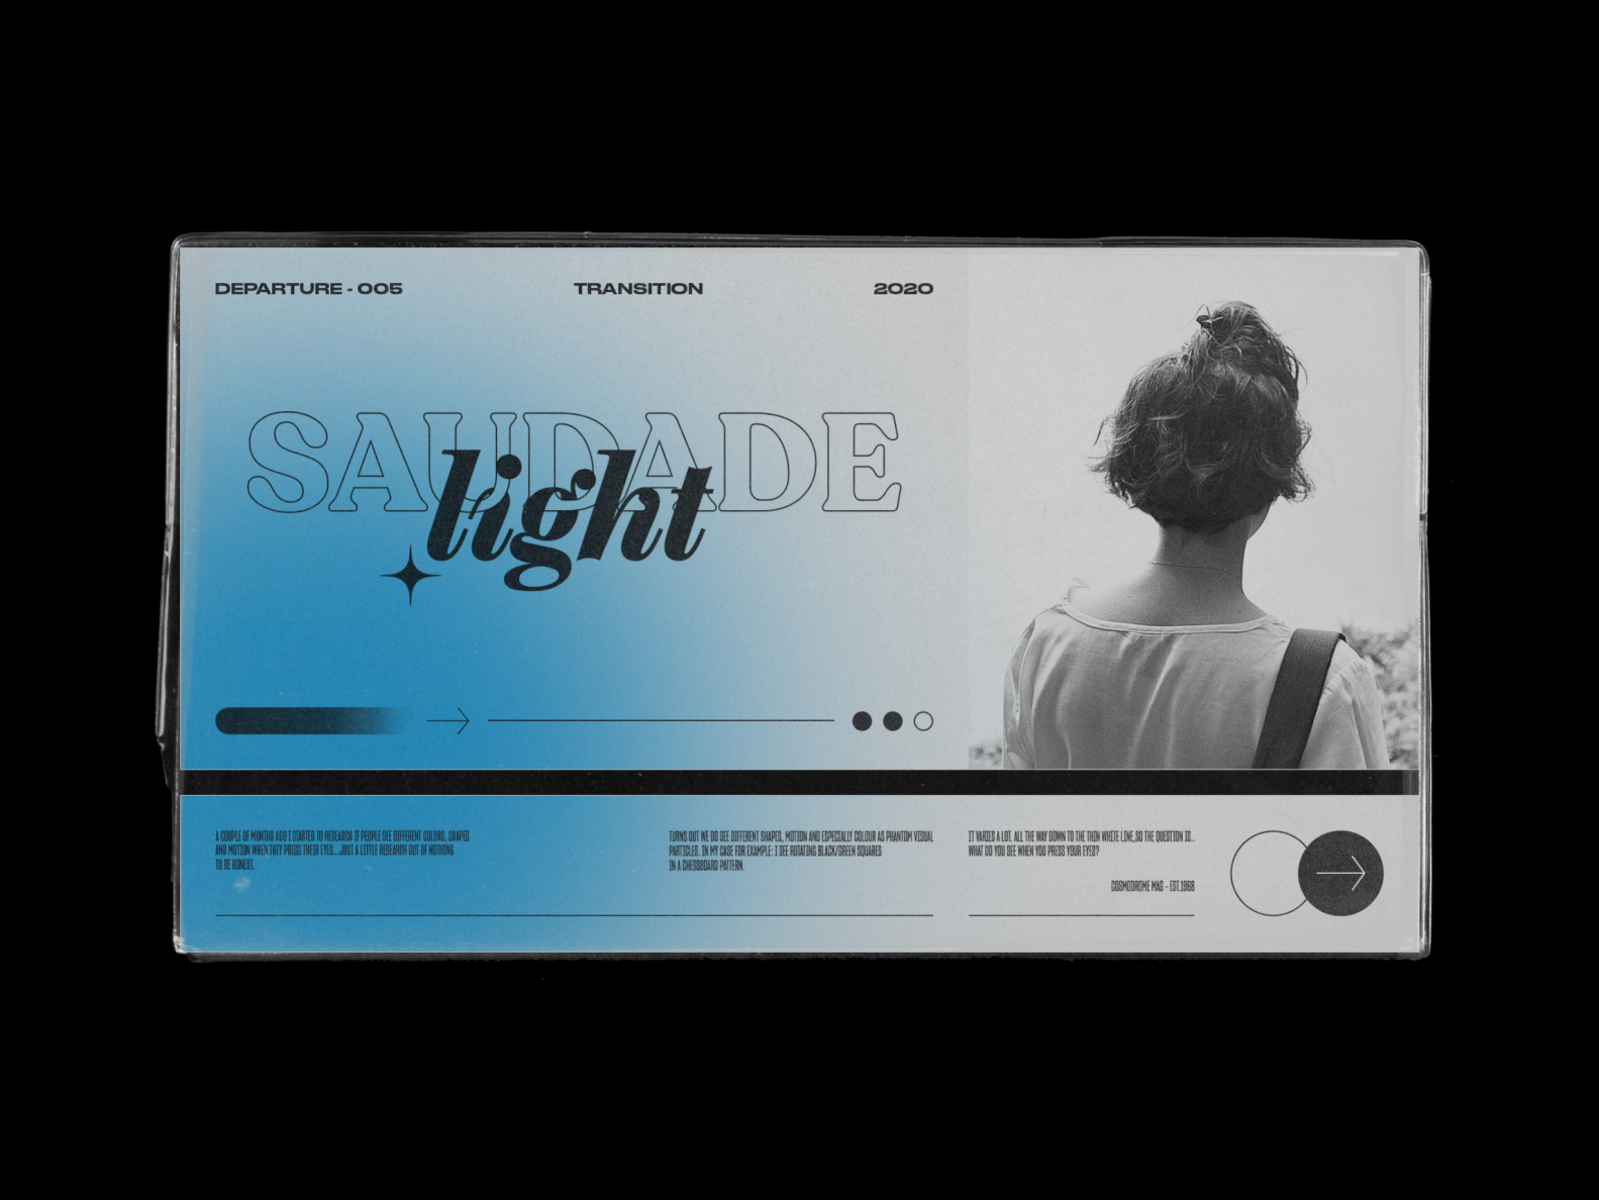 DEPARTURE - 005
TRANSITION
2020
SAUDADE
light
A COUPLE OF MONTHS AGO I STARTED TO RESEARCH IF PEOPLE SEE DIFFERENT COLORS, SHAPES
AND MOTION WHEN THEY PRESS THEIR EYES... JUST A LITTLE RESEARCH OUT OF NOTHING
TO BE HONEST.
TURNS OUT WE DO SEE DIFFERENT SHAPES, MOTION AND ESPECIALLY COLOUR AS PHANTOM VISUAL
PARTICLES. IN MY CASE FOR EXAMPLE: I SEE ROTATING BLACK/GREEN SQUARES
IN A CHESSBOARD PATTERN.
IT VARIES A LOT. ALL THE WAY DOWN TO THE THIN WHITE LINE,SO THE QUESTION IS..
WHAT DO YOU SEE WHEN YOU PRESS YOUR EYES?
COSMODROME MAG - EST.1968